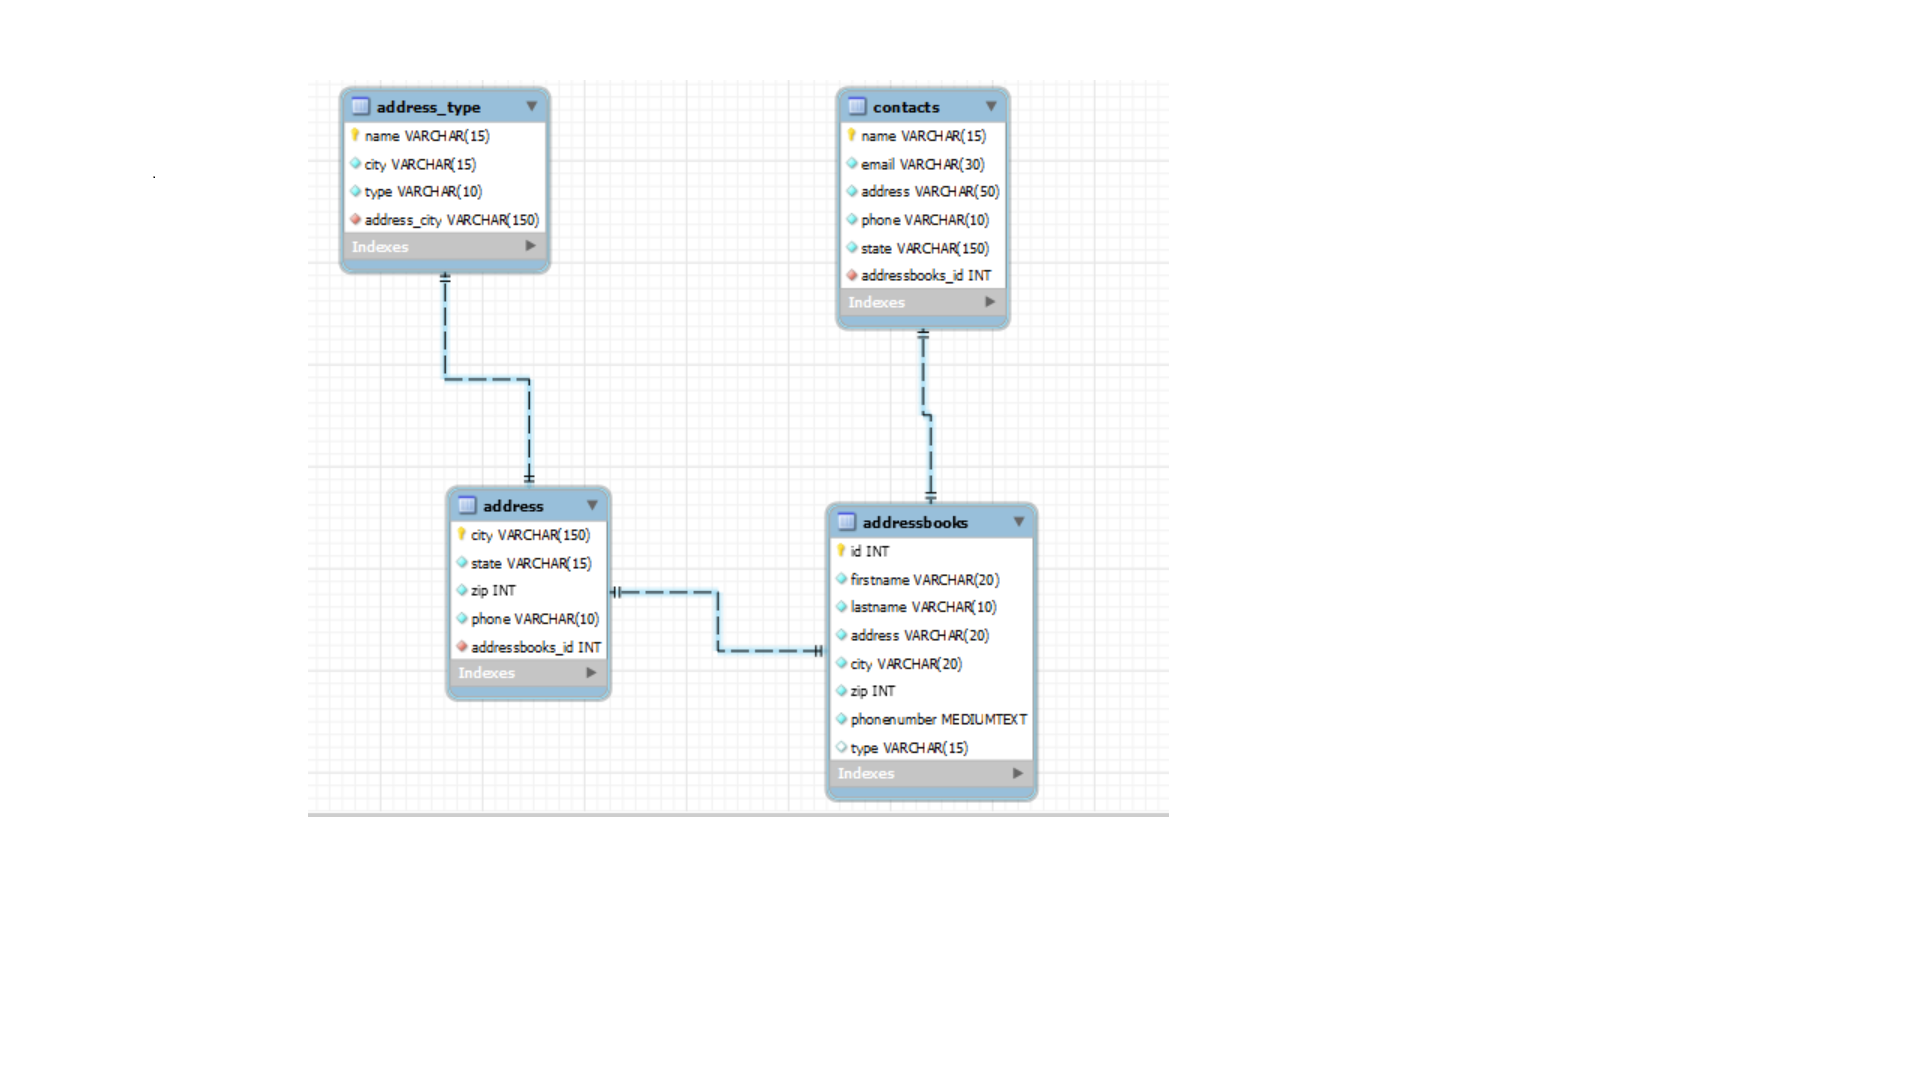 address_type
name VARCHAR(15)
city VARCHAR(15)
type VARCHAR(10)
address_city VARCHAR(150)
Indexes
contacts
name VARCHAR(15)
email VARCHAR(30)
address VARCHAR(50)
phone VARCHAR(10)
state VARCHAR(150)
addressbooks_id INT
Indexes
address
city VARCHAR(150)
state VARCHAR(15)
zip INT
phone VARCHAR(10)
addressbooks_id INT
Indexes
addressbooks
id INT
firstname VARCHAR(20)
lastname VARCHAR(10)
address VARCHAR(20)
city VARCHAR(20)
zip INT
phonenumber MEDIUMTEXT
type VARCHAR(15)
Indexes